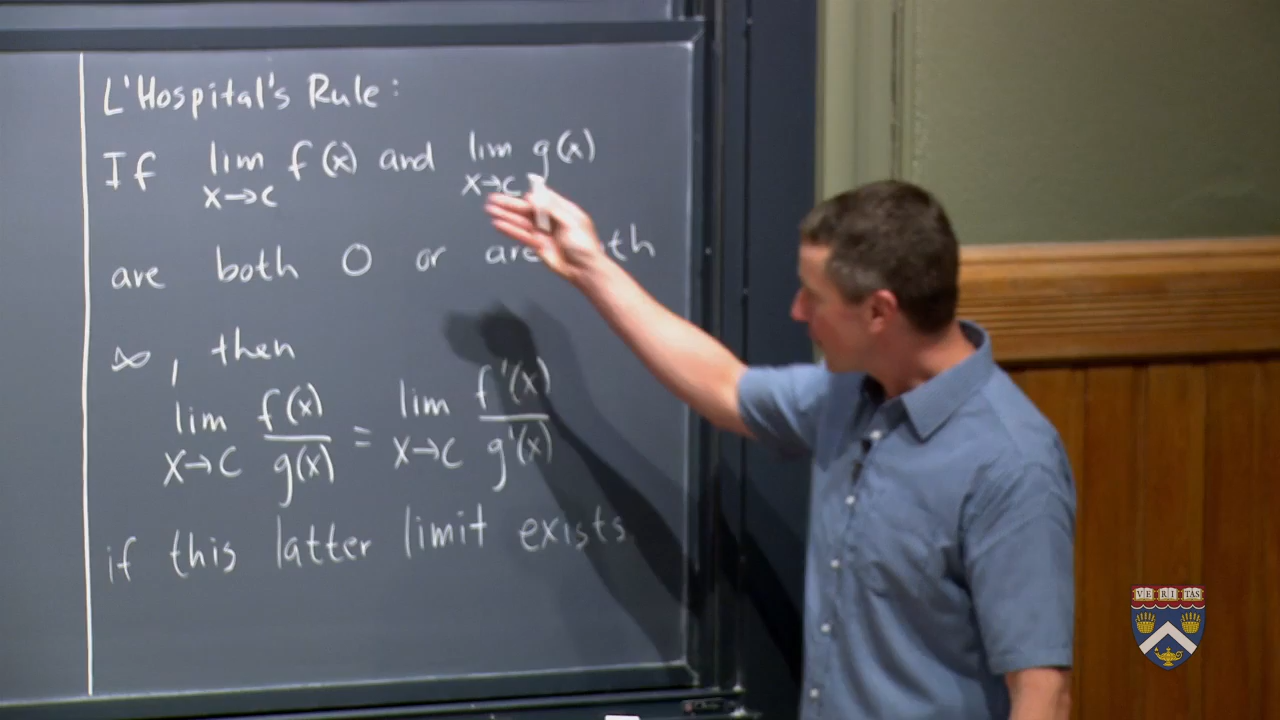 L'Hospital's Rule:
If lim f(x) and lim g(x)
x→c x→c
are both 0 or are
∞, then
lim f(x) = lim f'(x)
x→c g(x) x→c g'(x)
if this latter limit exists
VE RI TAS